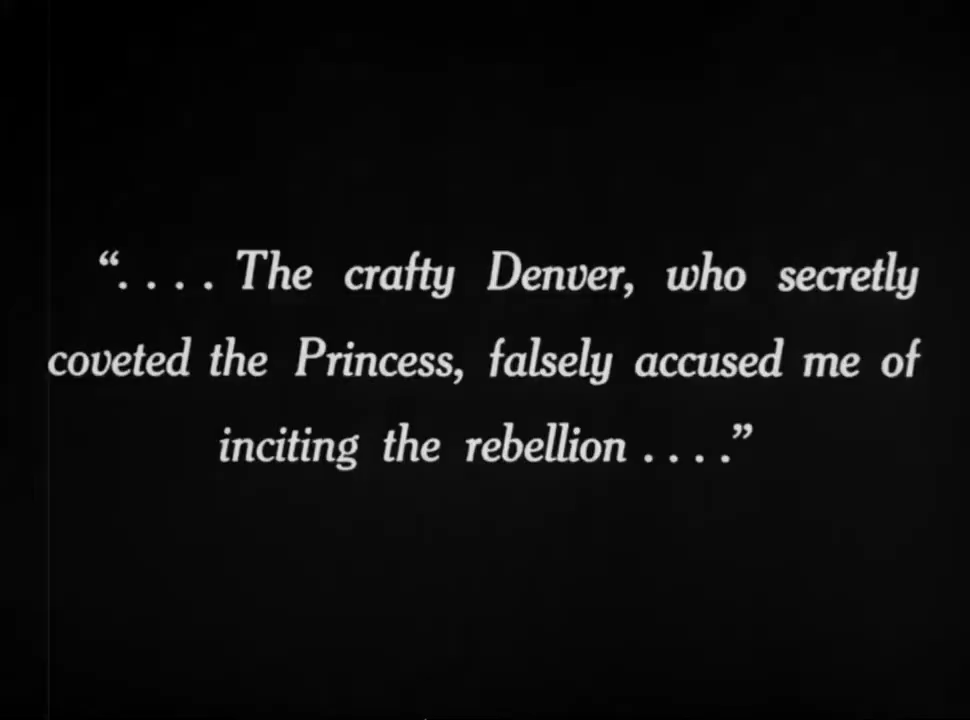 “. . . . The crafty Denver, who secretly
coveted the Princess, falsely accused me of
inciting the rebellion . . . .”